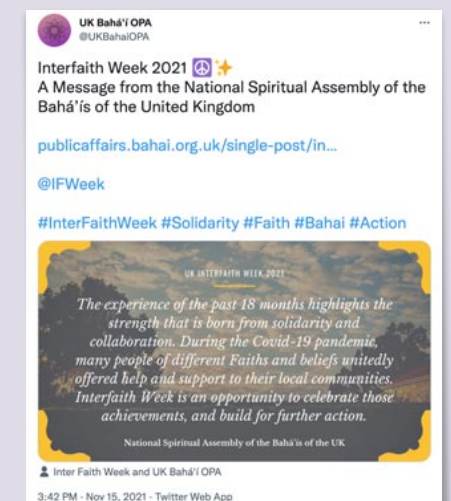 UK Bahá'í OPA
@UKBahaiOPA
Interfaith Week 2021 ☮️✨
A Message from the National Spiritual Assembly of the
Bahá'ís of the United Kingdom
publicaffairs.bahai.org.uk/single-post/in...
@IFWeek
#InterFaithWeek #Solidarity #Faith #Bahai #Action
UK INTERFAITH WEEK 2021
The experience of the past 18 months highlights the
strength that is born from solidarity and
collaboration. During the Covid-19 pandemic,
many people of different Faiths and beliefs unitedly
offered help and support to their local communities.
Interfaith Week is an opportunity to celebrate those
achievements, and build for further action.
National Spiritual Assembly of the Bahá'ís of the UK
Inter Faith Week and UK Bahá'í OPA
3:42 PM · Nov 15, 2021 · Twitter Web App